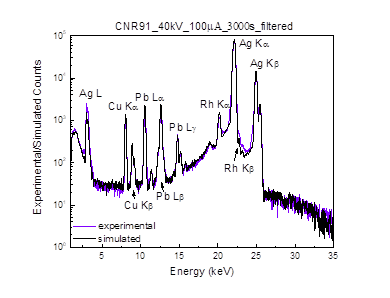 CNR91_40kV_100μA_3000s_filtered
Experimental/Simulated Counts
10⁵
10⁴
10³
10²
10¹
10⁰
Ag L
Cu Kα
Pb Lα
Pb Lγ
Rh Kα
Ag Kα
Ag Kβ
Rh Kβ
Pb Lβ
Cu Kβ
experimental
simulated
5 10 15 20 25 30 35
Energy (keV)